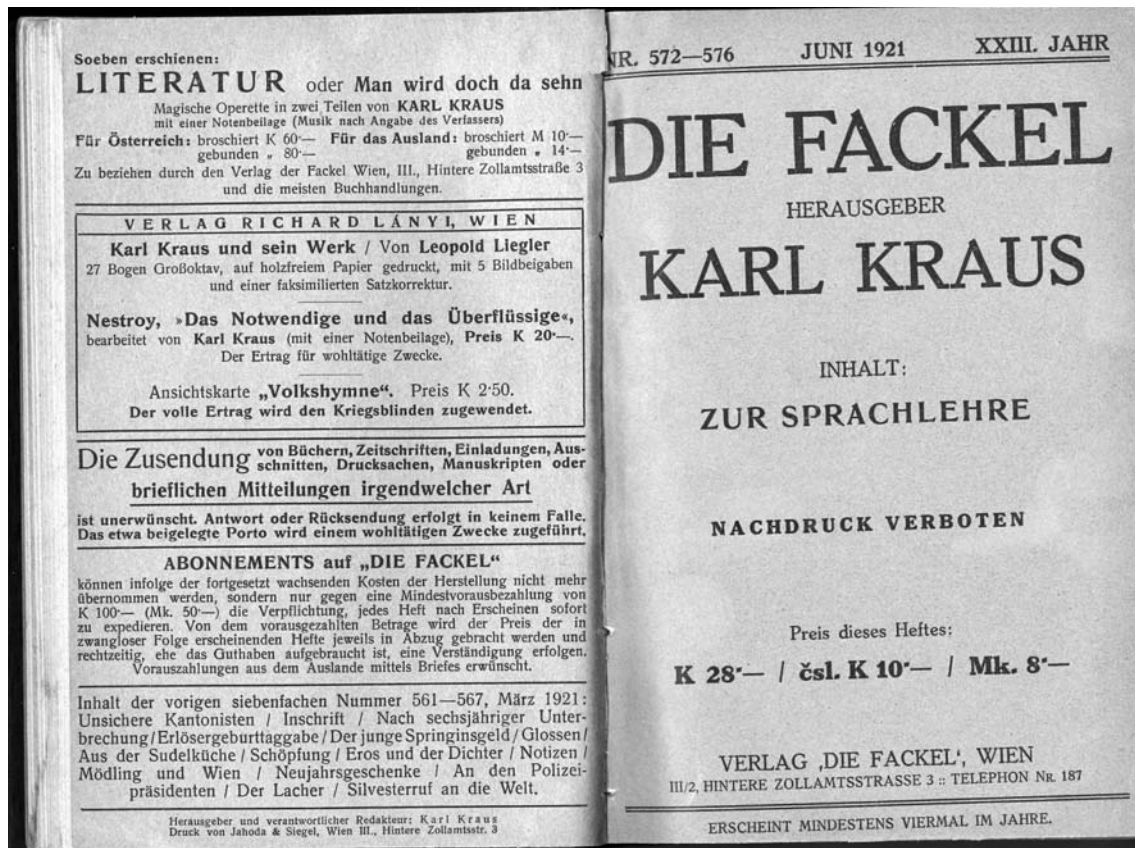 Soeben erschienen:
LITERATUR oder Man wird doch da sehn
Magische Operette in zwei Teilen von KARL KRAUS
mit einer Notenbeilage (Musik nach Angabe des Verfassers)
Für Österreich: broschiert K 60·— Für das Ausland: broschiert M 10·—
gebunden „ 80·— gebunden „ 14·—
Zu beziehen durch den Verlag der Fackel Wien, III., Hintere Zollamtsstraße 3
und die meisten Buchhandlungen.
VERLAG RICHARD LÁNYI, WIEN
Karl Kraus und sein Werk / Von Leopold Liegler
27 Bogen Großoktav, auf holzfreiem Papier gedruckt, mit 5 Bildbeigaben
und einer faksimilierten Satzkorrektur.
Nestroy, »Das Notwendige und das Überflüssige«,
bearbeitet von Karl Kraus (mit einer Notenbeilage), Preis K 20·—.
Der Ertrag für wohltätige Zwecke.
Ansichtskarte „Volkshymne“. Preis K 2·50.
Der volle Ertrag wird den Kriegsblinden zugewendet.
Die Zusendung von Büchern, Zeitschriften, Einladungen, Aus-
schnitten, Drucksachen, Manuskripten oder
brieflichen Mitteilungen irgendwelcher Art
ist unerwünscht. Antwort oder Rücksendung erfolgt in keinem Falle.
Das etwa beigelegte Porto wird einem wohltätigen Zwecke zugeführt.
ABONNEMENTS auf „DIE FACKEL“
können infolge der fortgesetzt wachsenden Kosten der Herstellung nicht mehr
übernommen werden, sondern nur gegen eine Mindestvorausbezahlung von
K 100·— (Mk. 50·—) die Verpflichtung, jedes Heft nach Erscheinen sofort
zu expedieren. Von dem vorausgezahlten Betrage wird der Preis der in
zwangloser Folge erscheinenden Hefte jeweils in Abzug gebracht werden und
rechtzeitig, ehe das Guthaben aufgebraucht ist, eine Verständigung erfolgen.
Vorauszahlungen aus dem Auslande mittels Briefes erwünscht.
Inhalt der vorigen siebenfachen Nummer 561—567, März 1921:
Unsichere Kantonisten / Inschrift / Nach sechsjähriger Unter-
brechung / Erlösergeburttaggabe / Der junge Springinsgeld / Glossen /
Aus der Sudelküche / Schöpfung / Eros und der Dichter / Notizen /
Mödling und Wien / Neujahrsgeschenke / An den Polizei-
präsidenten / Der Lacher / Silvesterruf an die Welt.
Herausgeber und verantwortlicher Redakteur: Karl Kraus
Druck von Jahoda & Siegel, Wien III., Hintere Zollamtsstr. 3
NR. 572—576 JUNI 1921 XXIII. JAHR
DIE FACKEL
HERAUSGEBER
KARL KRAUS
INHALT:
ZUR SPRACHLEHRE
NACHDRUCK VERBOTEN
Preis dieses Heftes:
K 28·— / čsl. K 10·— / Mk. 8·—
VERLAG ‚DIE FACKEL‘, WIEN
III/2, HINTERE ZOLLAMTSSTRASSE 3 :: TELEPHON NR. 187
ERSCHEINT MINDESTENS VIERMAL IM JAHRE.